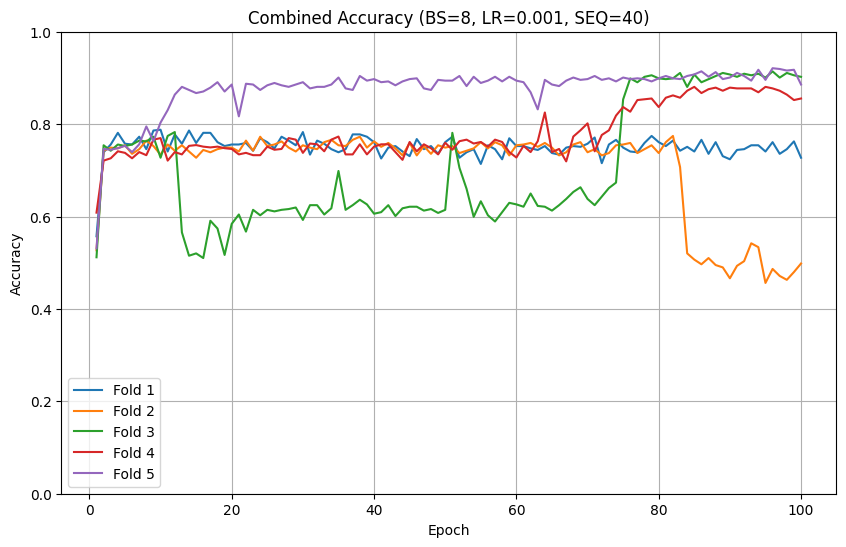 Combined Accuracy (BS=8, LR=0.001, SEQ=40)
1.0
0.8
0.6
0.4
0.2
0.0
Accuracy
Fold 1
Fold 2
Fold 3
Fold 4
Fold 5
0 20 40 60 80 100
Epoch